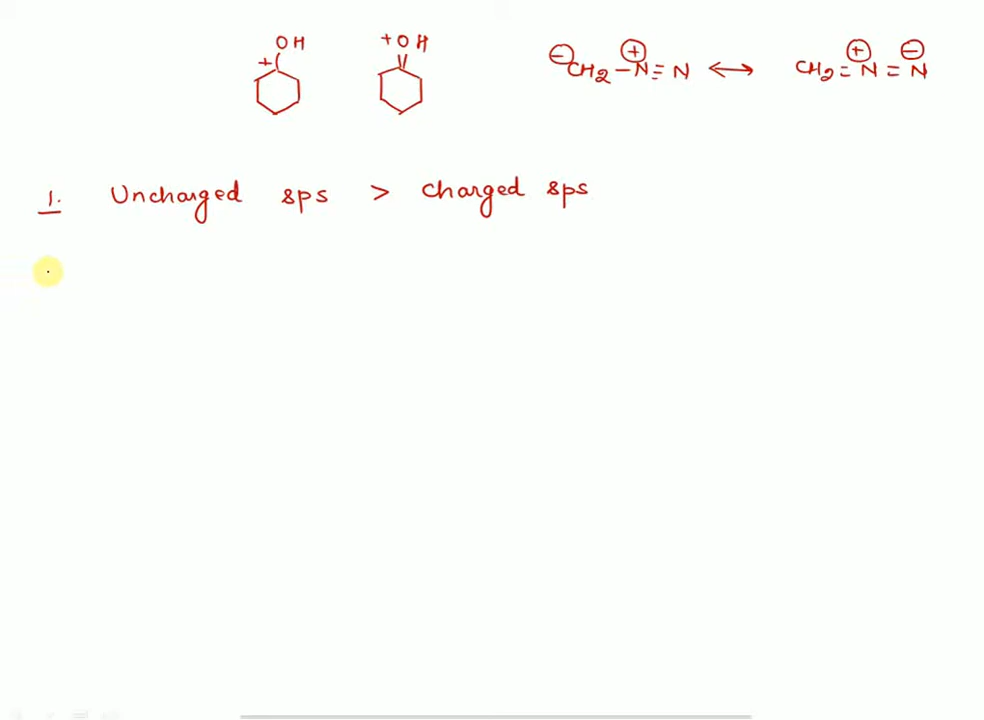 OH +OH ⊖CH2-N⊕≡N ↔ CH2=N⊕=N⊖
+
1. Uncharged sps > charged sps